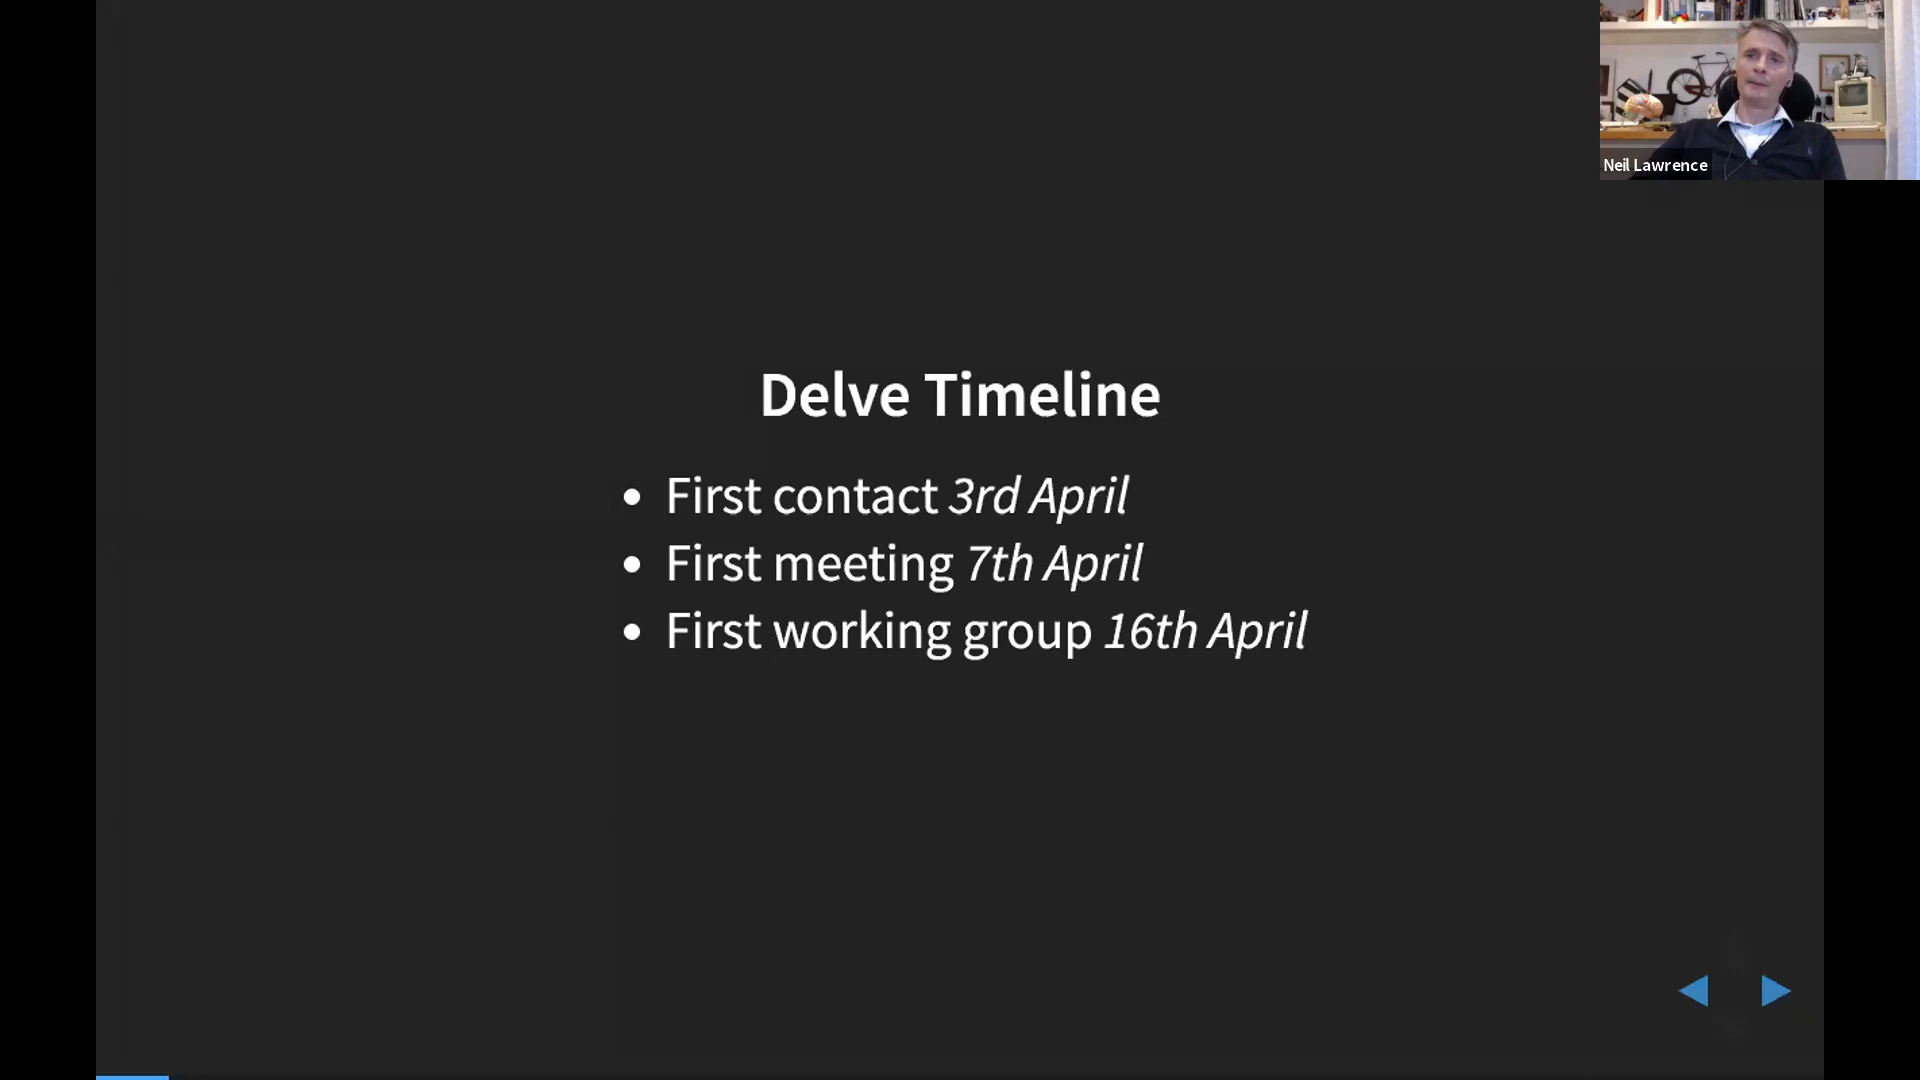 Neil Lawrence
Delve Timeline
First contact 3rd April
First meeting 7th April
First working group 16th April